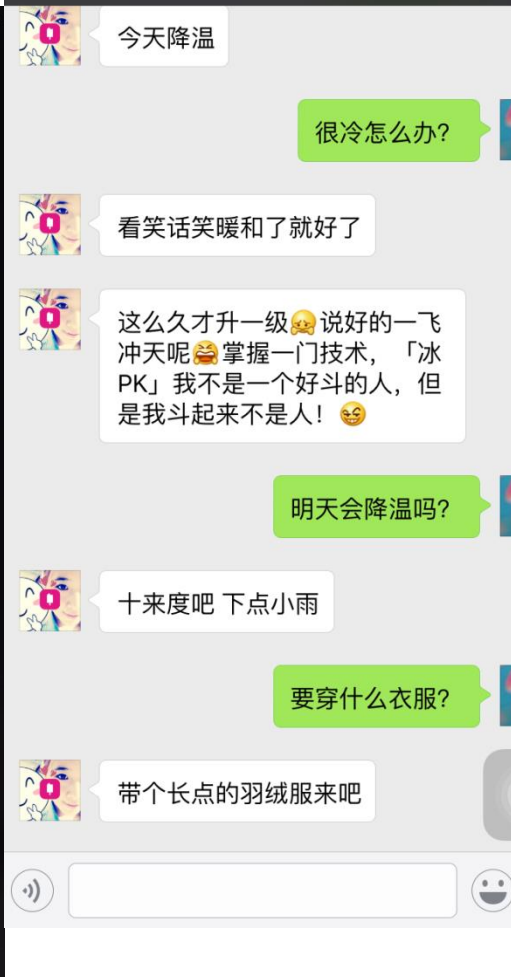 今天降温
很冷怎么办?
看笑话笑暖和了就好了
这么久才升一级🙊说好的一飞
冲天呢😝掌握一门技术，「冰
PK」我不是一个好斗的人，但
是我斗起来不是人！😆
明天会降温吗?
十来度吧 下点小雨
要穿什么衣服?
带个长点的羽绒服来吧